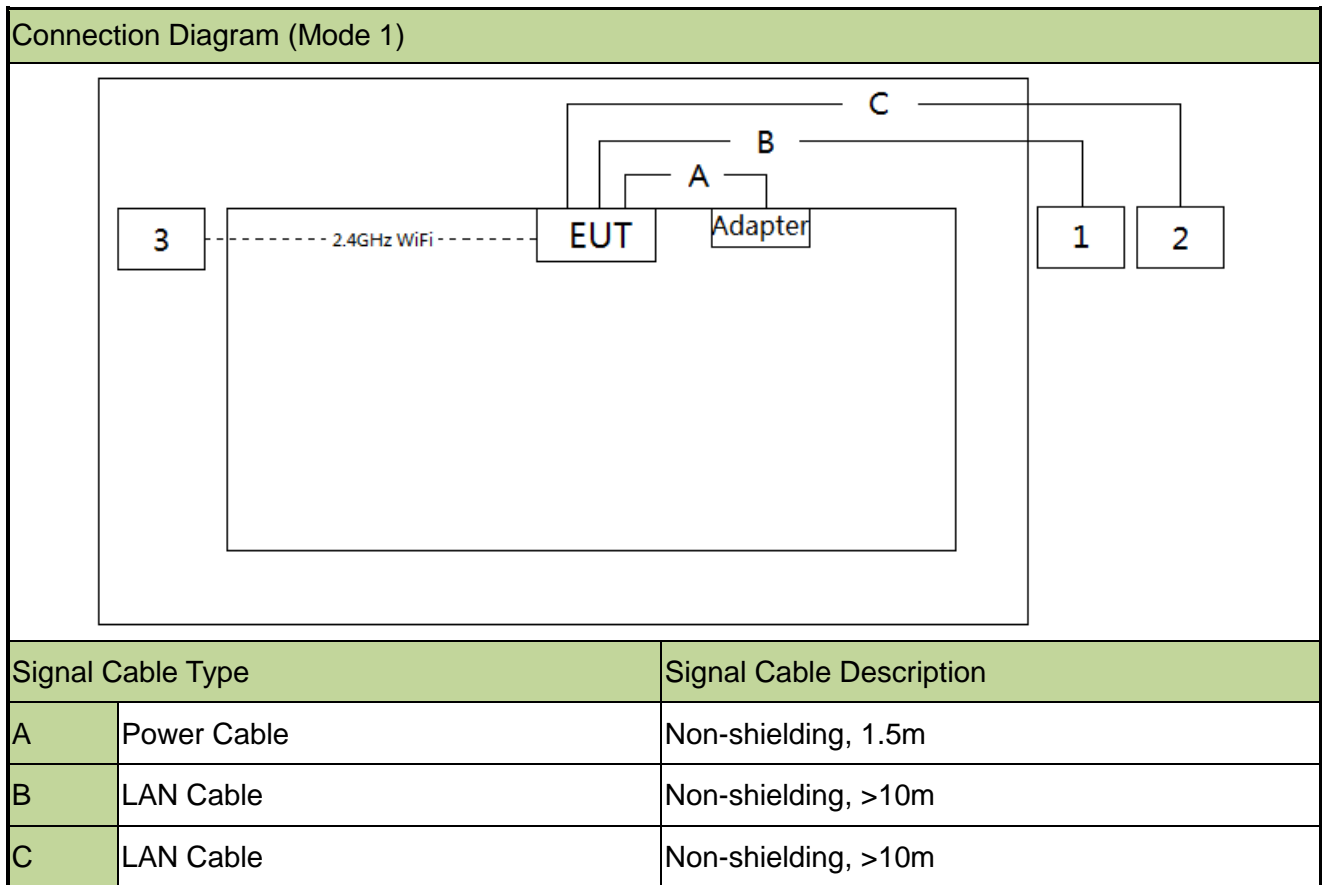 Connection Diagram (Mode 1)
C
B
A
3
2.4GHz WiFi
EUT
Adapter
1
2
Signal Cable Type Signal Cable Description
A Power Cable Non-shielding, 1.5m
B LAN Cable Non-shielding, >10m
C LAN Cable Non-shielding, >10m